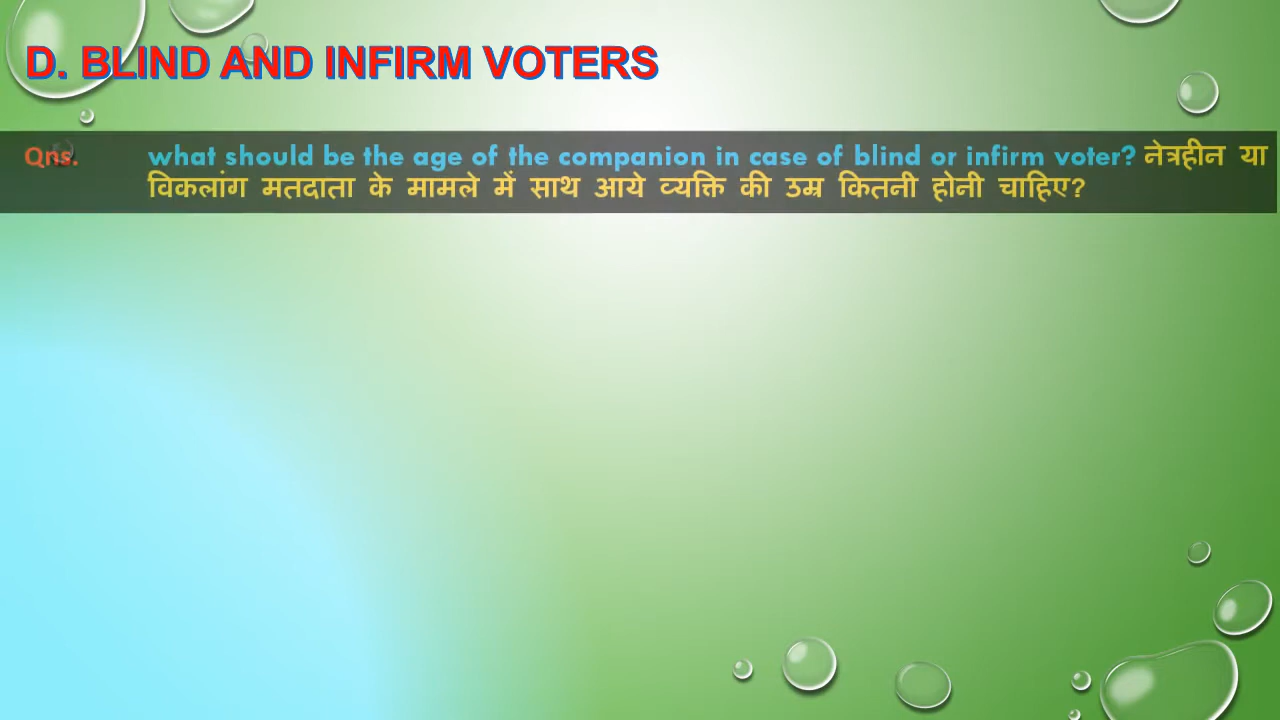 D. BLIND AND INFIRM VOTERS
Qns. what should be the age of the companion in case of blind or infirm voter? नेत्रहीन या
विकलांग मतदाता के मामले में साथ आये व्यक्ति की उम्र कितनी होनी चाहिए?